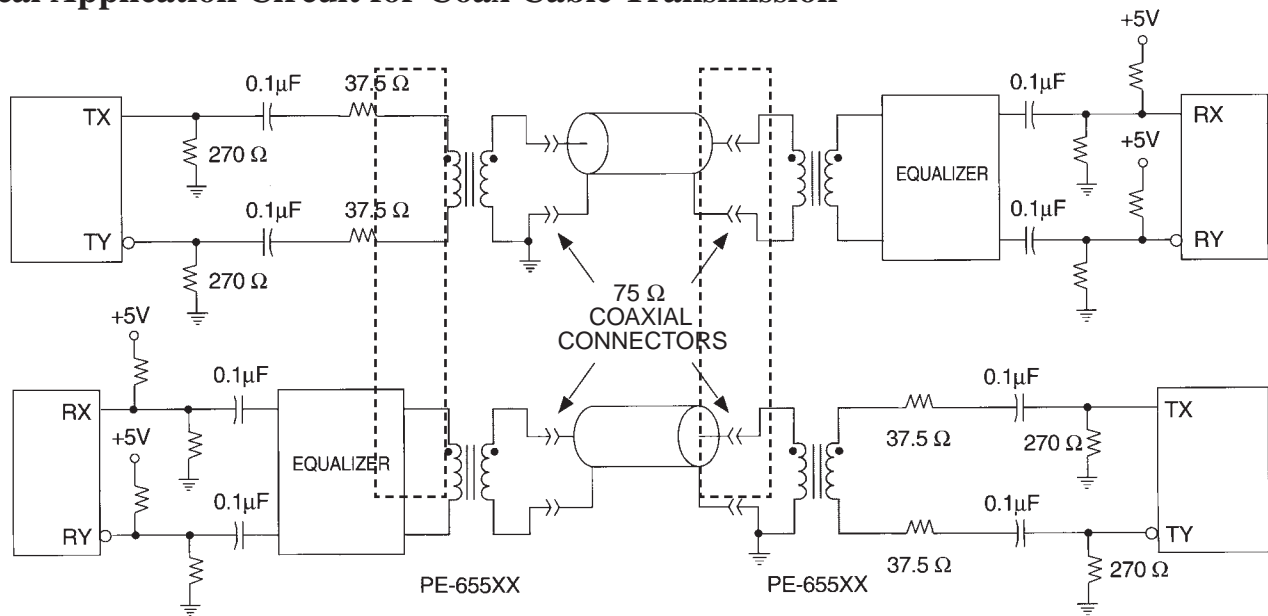 cal Application Circuit for Coax Cable Transmission
+5V
0.1µF 37.5 Ω 0.1µF +5V
TX RX
270 Ω
EQUALIZER
0.1µF 37.5 Ω 0.1µF
TY RY
270 Ω
75 Ω
COAXIAL
CONNECTORS
+5V
0.1µF 0.1µF
RX TX
+5V
37.5 Ω 270 Ω
EQUALIZER
0.1µF 0.1µF
RY TY
37.5 Ω 270 Ω
PE-655XX PE-655XX